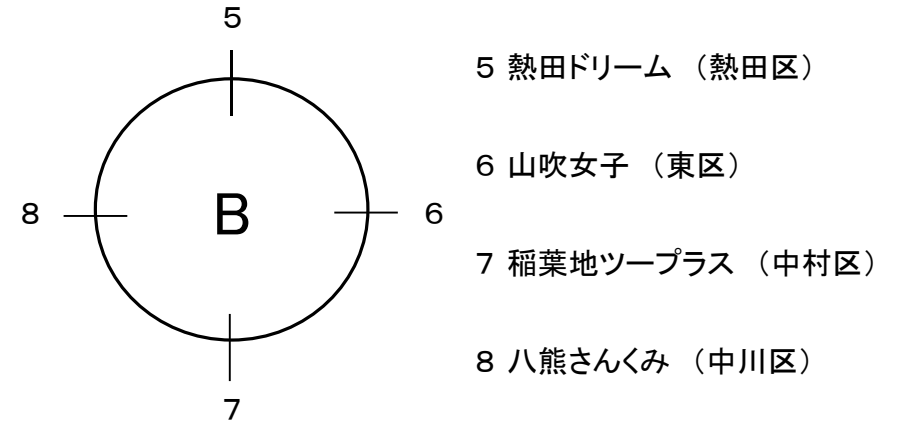 5
8
B
6
7
5 熱田ドリーム （熱田区）
6 山吹女子 （東区）
7 稲葉地ツープラス （中村区）
8 八熊さんくみ （中川区）